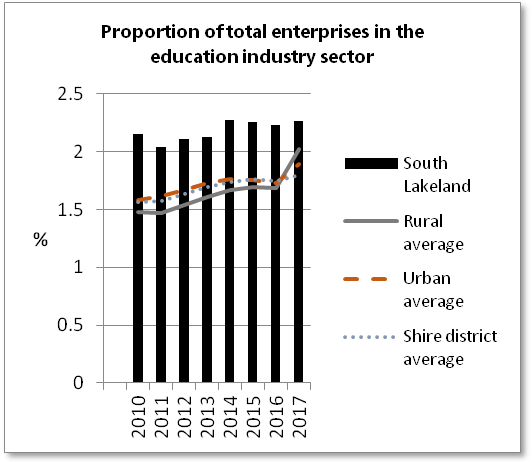 Proportion of total enterprises in the
education industry sector
2.5
2
1.5
1
0.5
0
%
2010
2011
2012
2013
2014
2015
2016
2017
South
Lakeland
Rural
average
Urban
average
Shire district
average